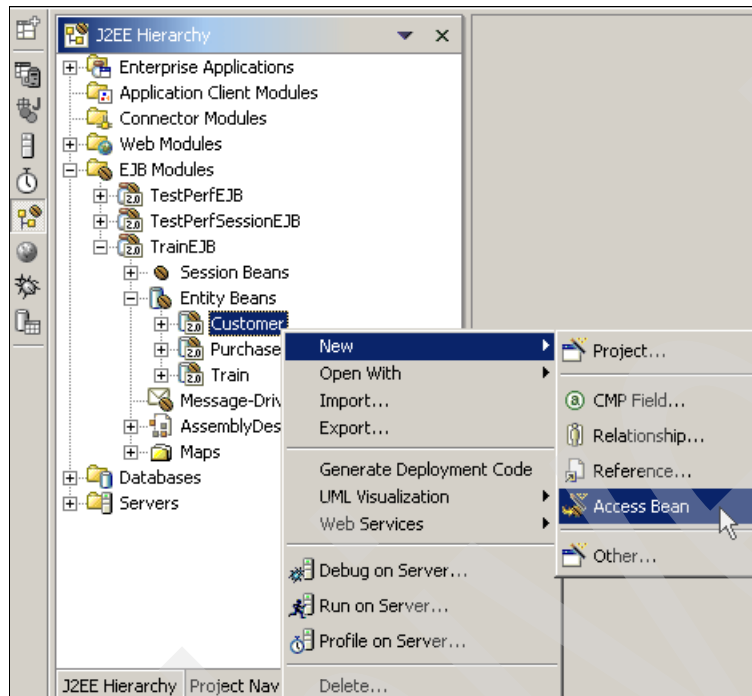 J2EE Hierarchy
Enterprise Applications
Application Client Modules
Connector Modules
Web Modules
EJB Modules
2.0 TestPerfEJB
2.0 TestPerfSessionEJB
2.0 TrainEJB
Session Beans
Entity Beans
2.0 Customer
2.0 Purchase
2.0 Train
Message-Driv
AssemblyDes
Maps
Databases
Servers
New
Open With
Import...
Export...
Generate Deployment Code
UML Visualization
Web Services
Debug on Server...
Run on Server...
Profile on Server...
Delete...
Project...
CMP Field...
Relationship...
Reference...
Access Bean
Other...
J2EE Hierarchy Project Nav